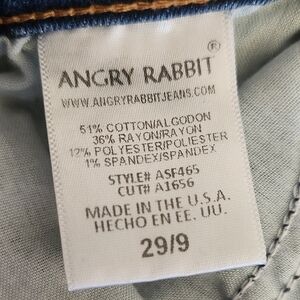 ANGRY RABBIT ®
WWW.ANGRYRABBITJEANS.COM
51% COTTON/ALGODON
36% RAYON/RAYON
12% POLYESTER/POLIESTER
1% SPANDEX/SPANDEX
STYLE# ASF465
CUT# A1656
MADE IN THE U.S.A.
HECHO EN EE. UU.
29/9